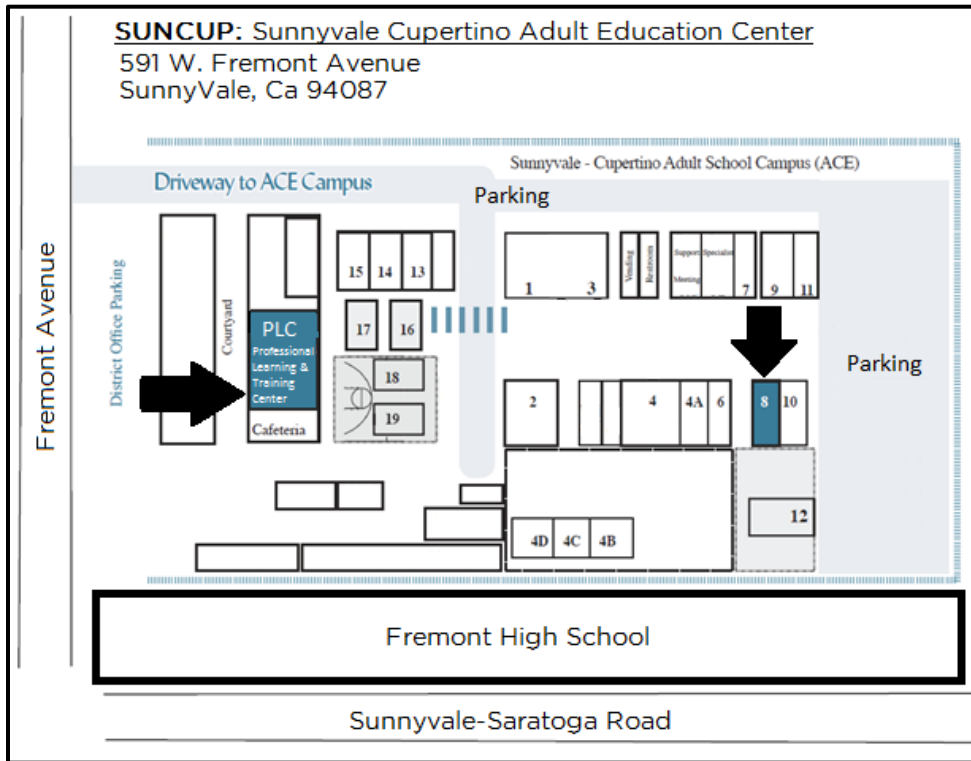 SUNCUP: Sunnyvale Cupertino Adult Education Center
591 W. Fremont Avenue
SunnyVale, Ca 94087
Sunnyvale - Cupertino Adult School Campus (ACE)
Driveway to ACE Campus
Parking
Fremont Avenue
District Office Parking
Courtyard
PLC
Professional
Learning &
Training
Center
Cafeteria
15 14 13
17 16
18
19
1 3
Vending
Restroom
Support
Specialist
Meeting
7
9 11
Parking
2
4 4A 6
8 10
12
4D 4C 4B
Fremont High School
Sunnyvale-Saratoga Road